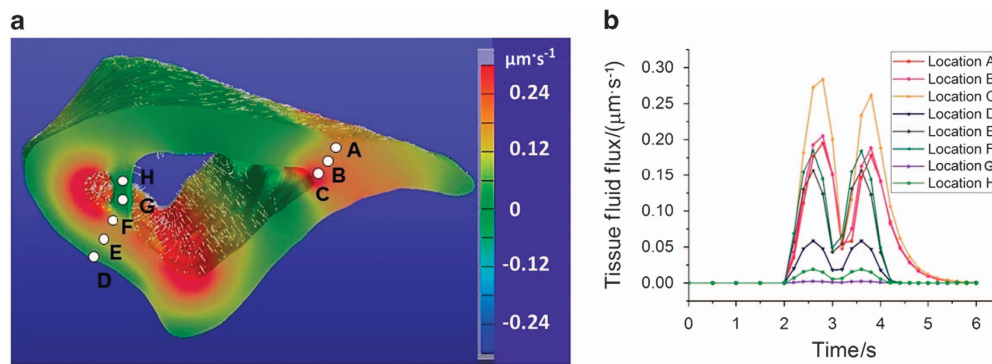 a
μm·s-1
0.24
0.12
0
-0.12
-0.24
A
B
C
H
G
F
E
D
b
Tissue fluid flux/(μm·s-1)
0.30
0.25
0.20
0.15
0.10
0.05
0.00
0 1 2 3 4 5 6
Time/s
Location A
Location B
Location C
Location D
Location E
Location F
Location G
Location H